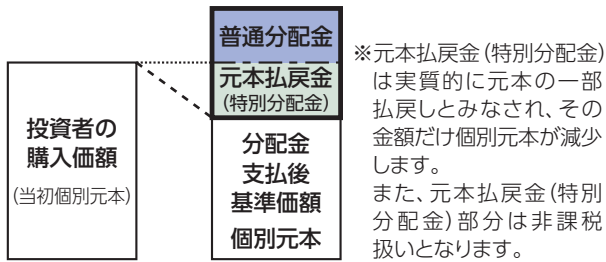 投資者の
購入価額
(当初個別元本)
普通分配金
元本払戻金
(特別分配金)
分配金
支払後
基準価額
個別元本
※元本払戻金(特別分配金)
は実質的に元本の一部
払戻しとみなされ、その
金額だけ個別元本が減少
します。
また、元本払戻金(特別
分配金)部分は非課税
扱いとなります。